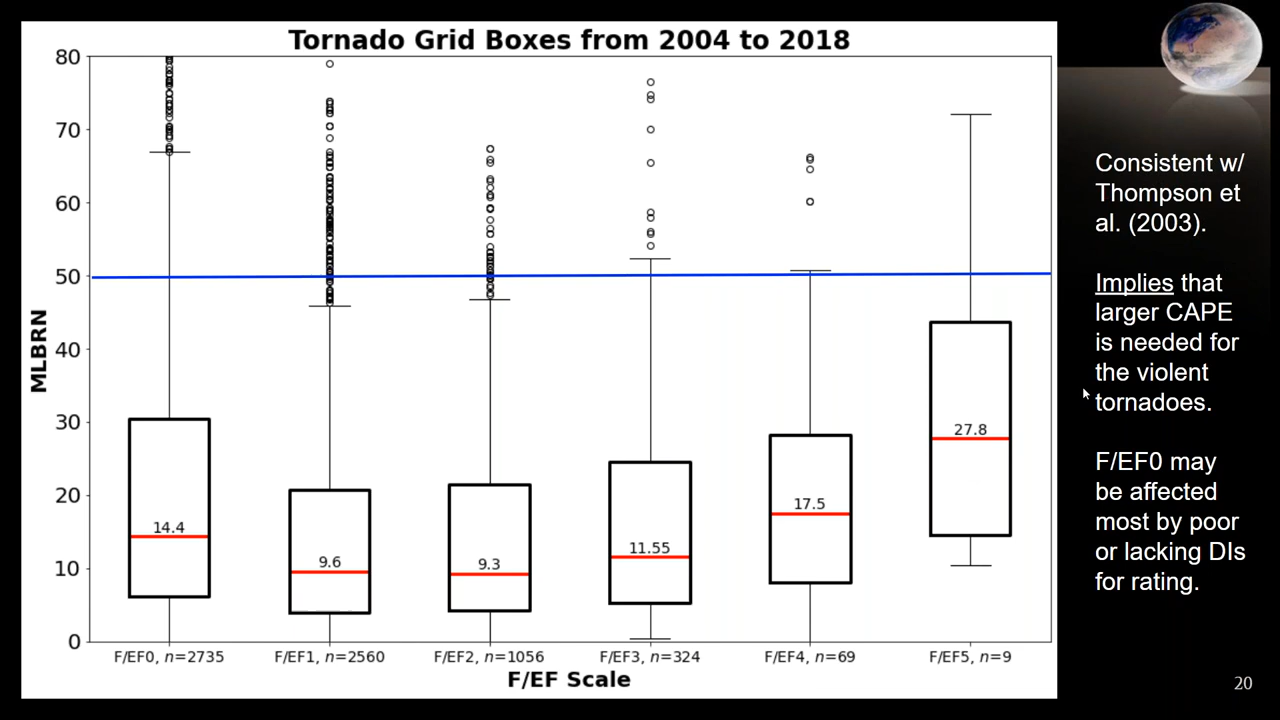 Tornado Grid Boxes from 2004 to 2018
80
70
60
50
40
30
20
10
0
MLBRN
14.4
9.6
9.3
11.55
17.5
27.8
F/EF0, n=2735
F/EF1, n=2560
F/EF2, n=1056
F/EF3, n=324
F/EF4, n=69
F/EF5, n=9
F/EF Scale
Consistent w/
Thompson et
al. (2003).
Implies that
larger CAPE
is needed for
the violent
tornadoes.
F/EF0 may
be affected
most by poor
or lacking DIs
for rating.
20